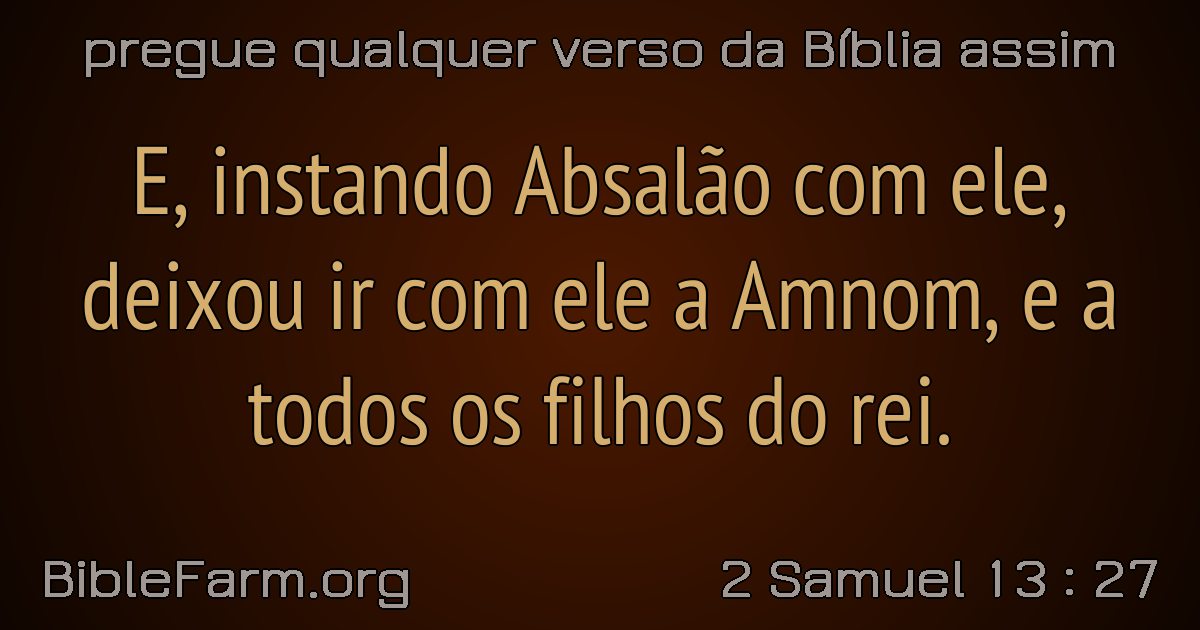 pregue qualquer verso da Bíblia assim
E, instando Absalão com ele,
deixou ir com ele a Amnom, e a
todos os filhos do rei.
BibleFarm.org
2 Samuel 13 : 27